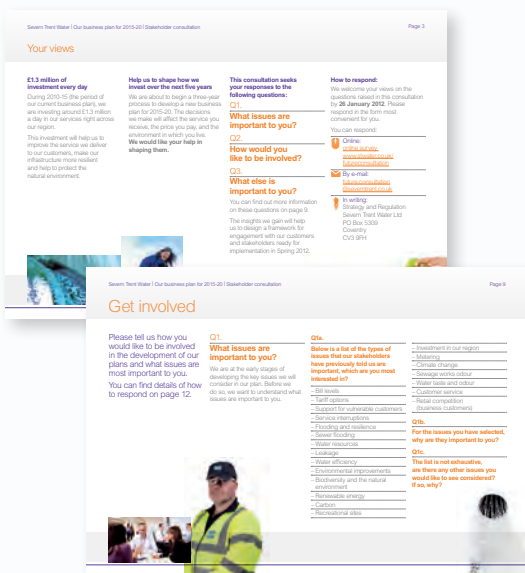 Severn Trent Water | Our business plan for 2015-20 | Stakeholder consultation
Page 3
Your views
£1.3 million of
investment every day
During 2010-15 (the period of
our current business plan), we
are investing around £1.3 million
a day in our services right across
our region.
This investment will help us to
improve the service we deliver
to our customers, make our
infrastructure more resilient
and help to protect the
natural environment.
Help us to shape how we
invest over the next five years
We are about to begin a three-year
process to develop a new business
plan for 2015-20. The decisions
we make will affect the service you
receive, the price you pay, and the
environment in which you live.
We would like your help in
shaping them.
This consultation seeks
your responses to the
following questions:
Q1.
What issues are
important to you?
Q2.
How would you
like to be involved?
Q3.
What else is
important to you?
You can find out more information
on these questions on page 9.
The insights we gain will help
us to design a framework for
engagement with our customers
and stakeholders ready for
implementation in Spring 2012.
How to respond:
We welcome your views on the
questions raised in this consultation
by 26 January 2012. Please
respond in the form most
convenient for you.
You can respond:
Online:
online survey:
www.stwater.co.uk/
futureconsultation
By e-mail:
future.consultation
@severntrent.co.uk
In writing:
Strategy and Regulation
Severn Trent Water Ltd
PO Box 5309
Coventry
CV3 9FH
Severn Trent Water | Our business plan for 2015-20 | Stakeholder consultation
Page 9
Get involved
Please tell us how you
would like to be involved
in the development of our
plans and what issues are
most important to you.
You can find details of how
to respond on page 12.
Q1.
What issues are
important to you?
We are at the early stages of
developing the key issues we will
consider in our plan. Before we
do so, we want to understand what
issues are important to you.
Q1a.
Below is a list of the types of
issues that our stakeholders
have previously told us are
important, which are you most
interested in?
– Bill levels
– Tariff options
– Support for vulnerable customers
– Service interruptions
– Flooding and resilience
– Sewer flooding
– Water resources
– Leakage
– Water efficiency
– Environmental improvements
– Biodiversity and the natural
environment
– Renewable energy
– Carbon
– Recreational sites
– Investment in our region
– Metering
– Climate change
– Sewage works odour
– Water taste and odour
– Customer service
– Retail competition
(business customers)
Q1b.
For the issues you have selected,
why are they important to you?
Q1c.
The list is not exhaustive,
are there any other issues you
would like to see considered?
If so, why?